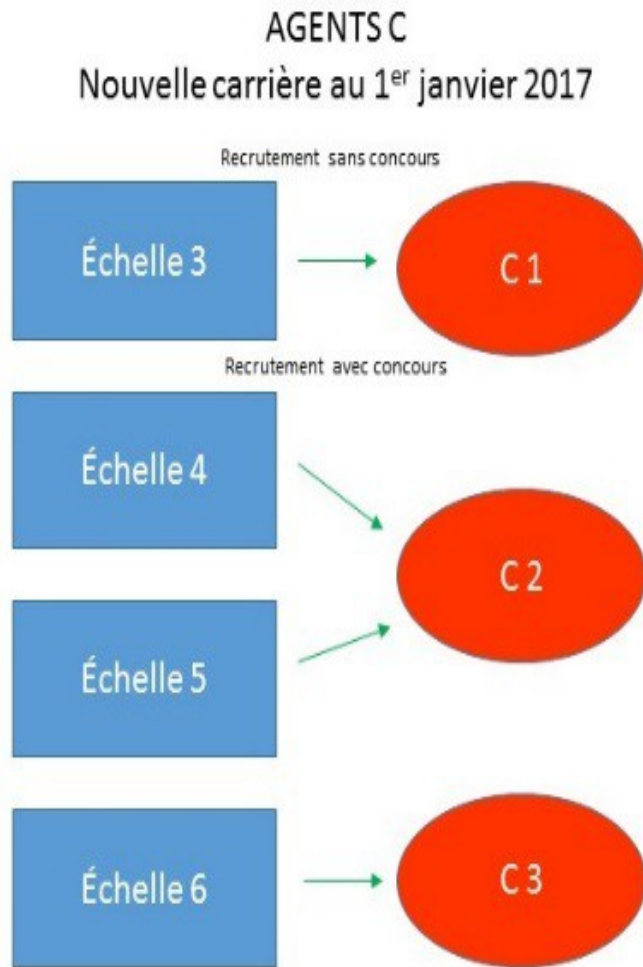 AGENTS C
Nouvelle carrière au 1er janvier 2017
Recrutement sans concours
Échelle 3
C 1
Recrutement avec concours
Échelle 4
C 2
Échelle 5
Échelle 6
C 3